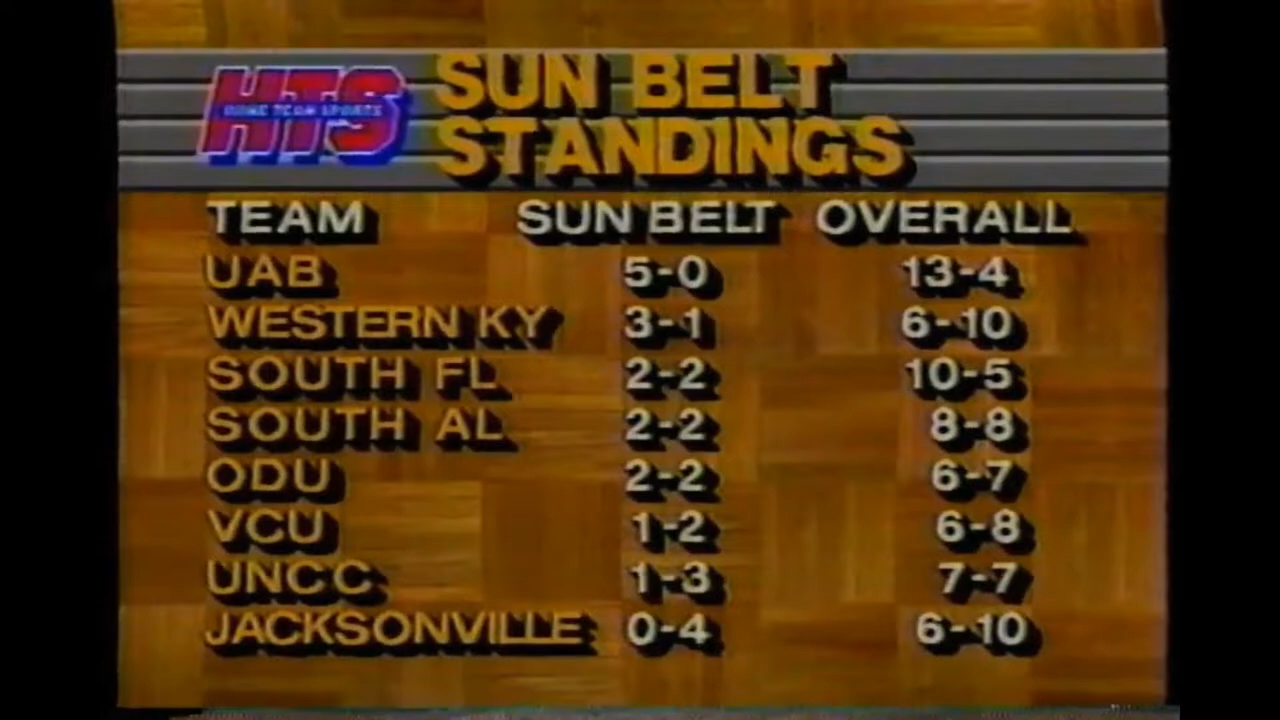 HTS
HOME TEAM SPORTS
SUN BELT
STANDINGS
TEAM SUN BELT OVERALL
UAB 5-0 13-4
WESTERN KY 3-1 6-10
SOUTH FL 2-2 10-5
SOUTH AL 2-2 8-8
ODU 2-2 6-7
VCU 1-2 6-8
UNCC 1-3 7-7
JACKSONVILLE 0-4 6-10